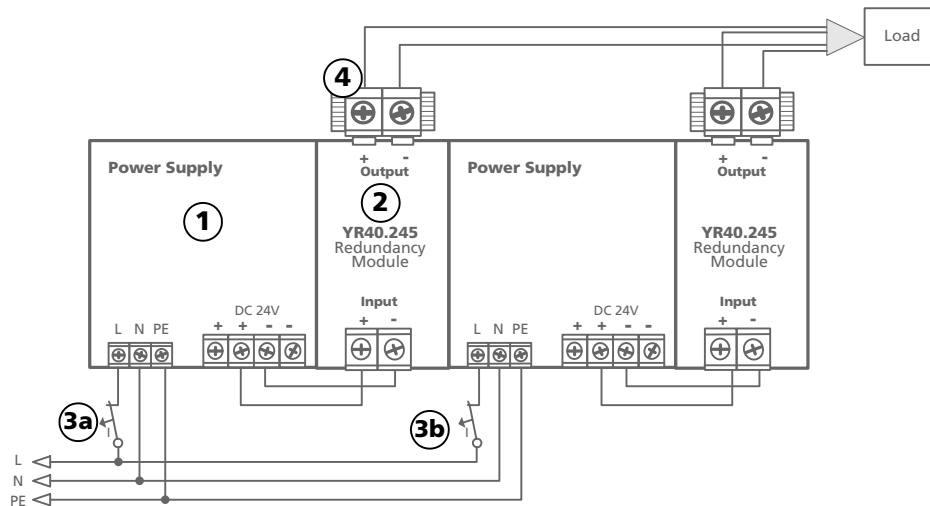 Load
4
+ - + -
Output Output
Power Supply Power Supply
1
2
YR40.245 YR40.245
Redundancy Redundancy
Module Module
Input Input
DC 24V DC 24V
L N PE + + - - + - L N PE + + - - + -
3a 3b
I I
L
N
PE